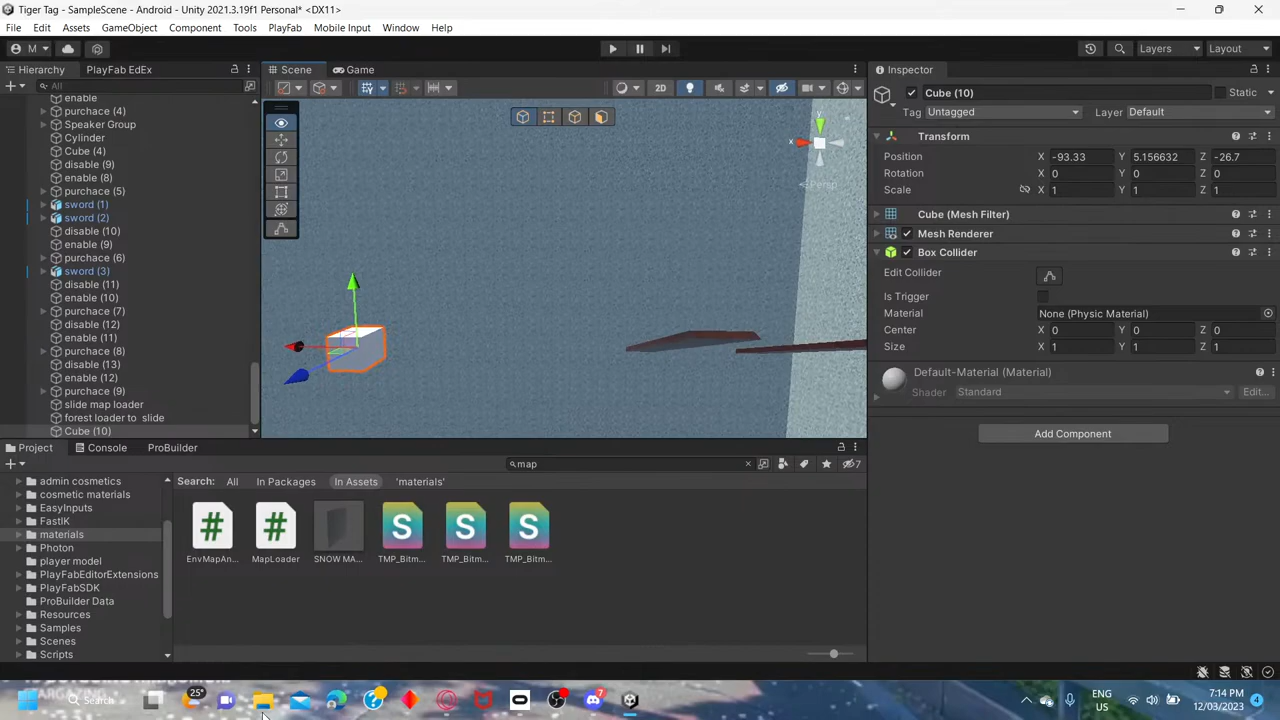 Tiger Tag - SampleScene - Android - Unity 2021.3.19f1 Personal* <DX11>
File Edit Assets GameObject Component Tools PlayFab Mobile Input Window Help
M Layers Layout
Hierarchy PlayFab EdEx Scene Game Inspector
All 2D
Cube (10) Static
Tag Untagged Layer Default
enable
purchace (4)
Speaker Group
Cylinder
Cube (4)
disable (9)
enable (8)
purchace (5)
sword (1)
sword (2)
disable (10)
enable (9)
purchace (6)
sword (3)
disable (11)
enable (10)
purchace (7)
disable (12)
enable (11)
purchace (8)
disable (13)
enable (12)
purchace (9)
slide map loader
forest loader to slide
Cube (10)
y
x
Persp
Transform
Position X -93.33 Y 5.156632 Z -26.7
Rotation X 0 Y 0 Z 0
Scale X 1 Y 1 Z 1
Cube (Mesh Filter)
Mesh Renderer
Box Collider
Edit Collider
Is Trigger
Material None (Physic Material)
Center X 0 Y 0 Z 0
Size X 1 Y 1 Z 1
Default-Material (Material)
Shader Standard Edit...
Add Component
Project Console ProBuilder
map 7
Search: All In Packages In Assets 'materials'
admin cosmetics
cosmetic materials
EasyInputs
FastIK
materials
Photon
player model
PlayFabEditorExtensions
PlayFabSDK
ProBuilder Data
Resources
Samples
Scenes
Scripts
# # S S S
EnvMapAn... MapLoader SNOW MA... TMP_Bitm... TMP_Bitm... TMP_Bitm...
Search 25° 7 ENG US 7:14 PM 12/03/2023